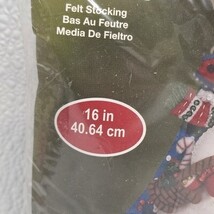 Felt Stocking
Bas Au Feutre
Media De Fieltro
16 in
40.64 cm